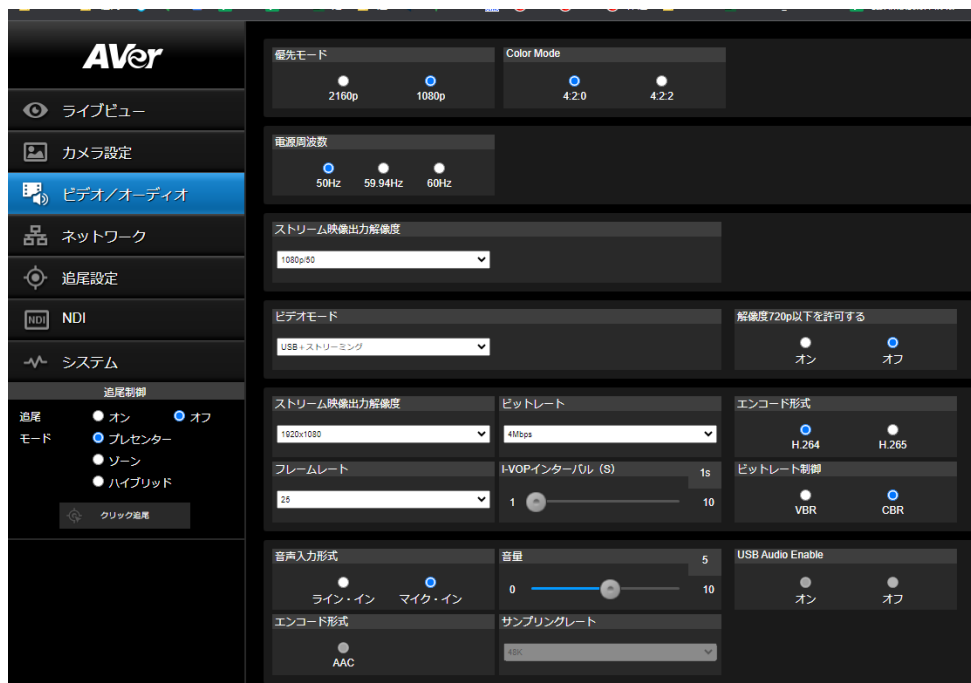 AVer
ライブビュー
カメラ設定
ビデオ/オーディオ
ネットワーク
追尾設定
NDI NDI
システム
追尾制御
追尾 オン オフ
モード プレセンター
ゾーン
ハイブリッド
クリック追尾
優先モード Color Mode
2160p 1080p 4:2:0 4:2:2
電源周波数
50Hz 59.94Hz 60Hz
ストリーム映像出力解像度
1080p/50
ビデオモード 解像度720p以下を許可する
USB+ストリーミング オン オフ
ストリーム映像出力解像度 ビットレート エンコード形式
1920x1080 4Mbps H.264 H.265
フレームレート I-VOPインターバル(S) 1s ビットレート制御
25 1 10 VBR CBR
音声入力形式 音量 5 USB Audio Enable
ライン・イン マイク・イン 0 10 オン オフ
エンコード形式 サンプリングレート
AAC 48K